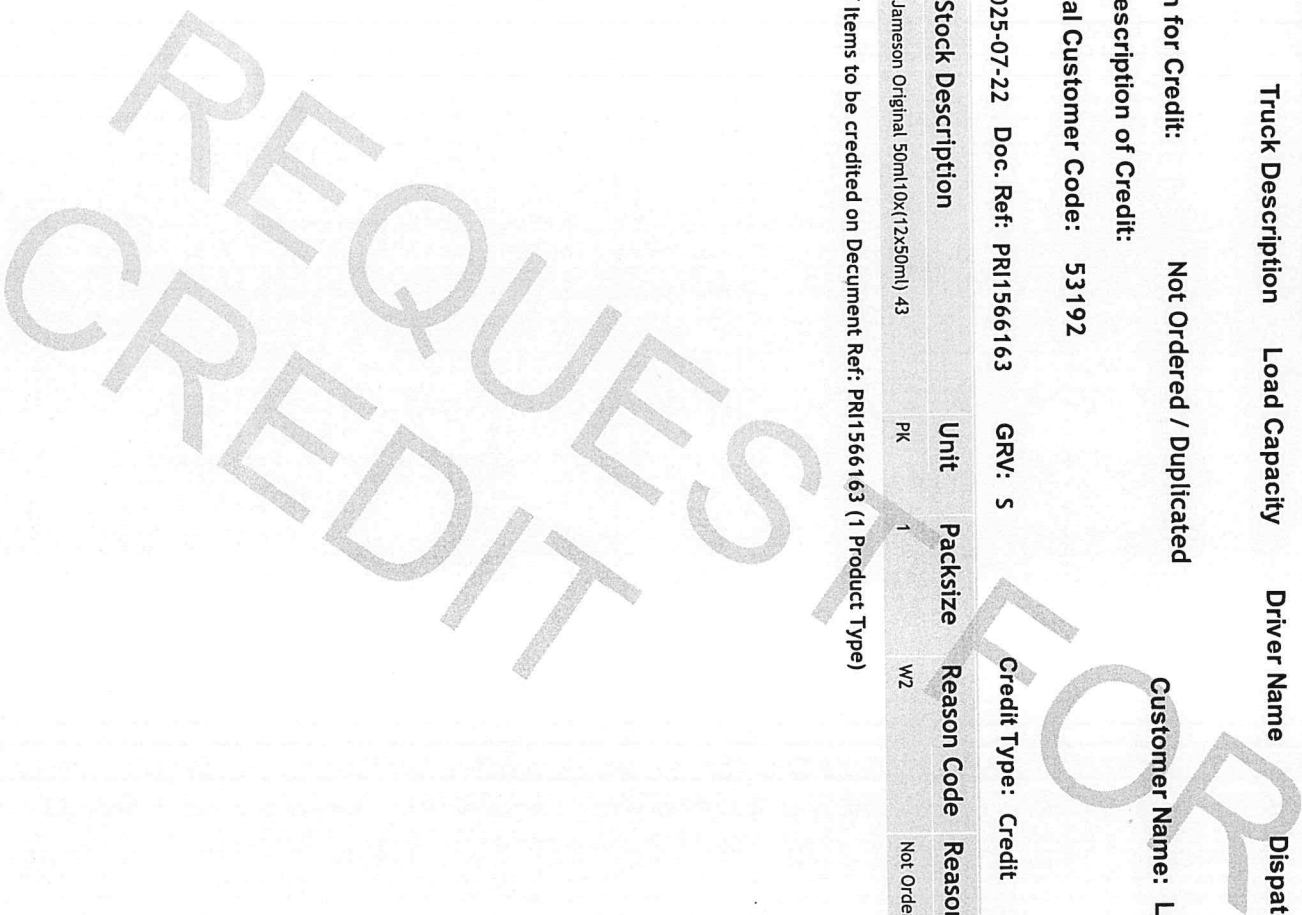 Truck Description Load Capacity Driver Name Dispat
n for Credit: Not Ordered / Duplicated Customer Name: L
escription of Credit:
al Customer Code: 53192
025-07-22 Doc. Ref: PRI1566163 GRV: S Credit Type: Credit
Stock Description Unit Packsize Reason Code Reason
Jameson Original 50ml10x(12x50ml) 43 PK 1 W2 Not Orde
Items to be credited on Document Ref: PRI1566163 (1 Product Type)
REQUEST FOR
CREDIT